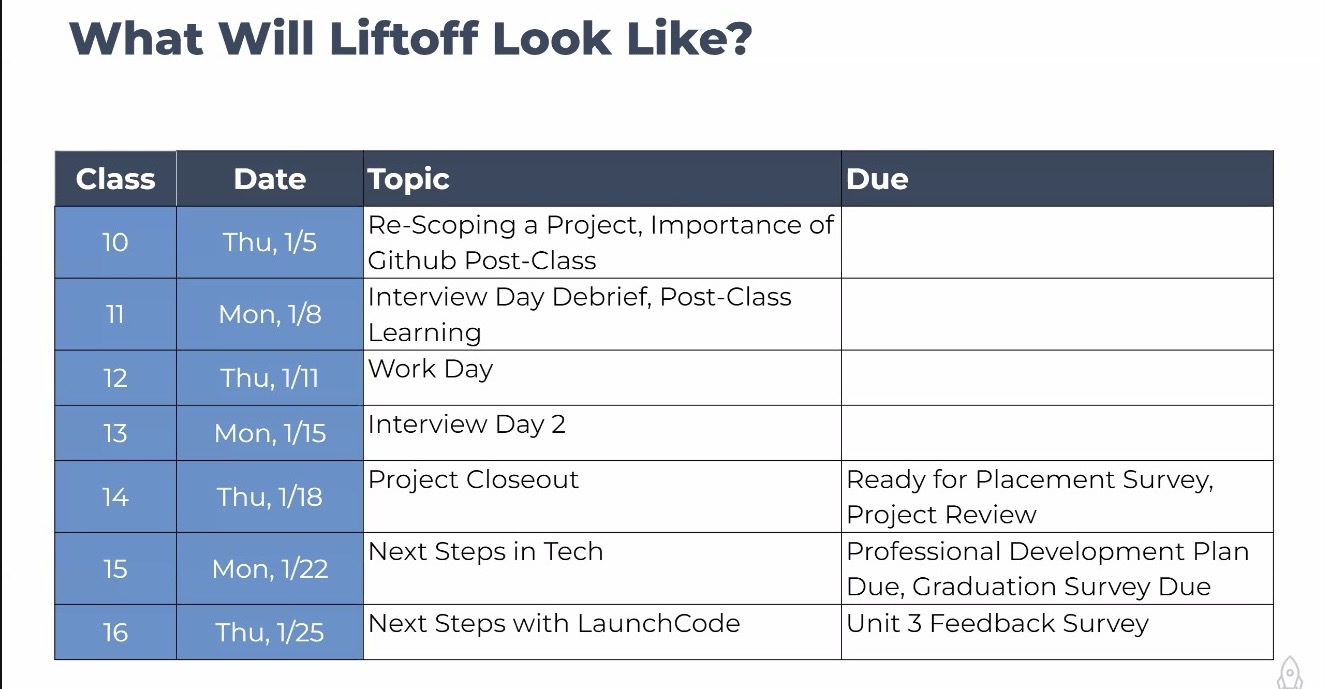 What Will Liftoff Look Like?
Class Date Topic Due
10 Thu, 1/5 Re-Scoping a Project, Importance of
Github Post-Class
11 Mon, 1/8 Interview Day Debrief, Post-Class
Learning
12 Thu, 1/11 Work Day
13 Mon, 1/15 Interview Day 2
14 Thu, 1/18 Project Closeout Ready for Placement Survey,
Project Review
15 Mon, 1/22 Next Steps in Tech Professional Development Plan
Due, Graduation Survey Due
16 Thu, 1/25 Next Steps with LaunchCode Unit 3 Feedback Survey